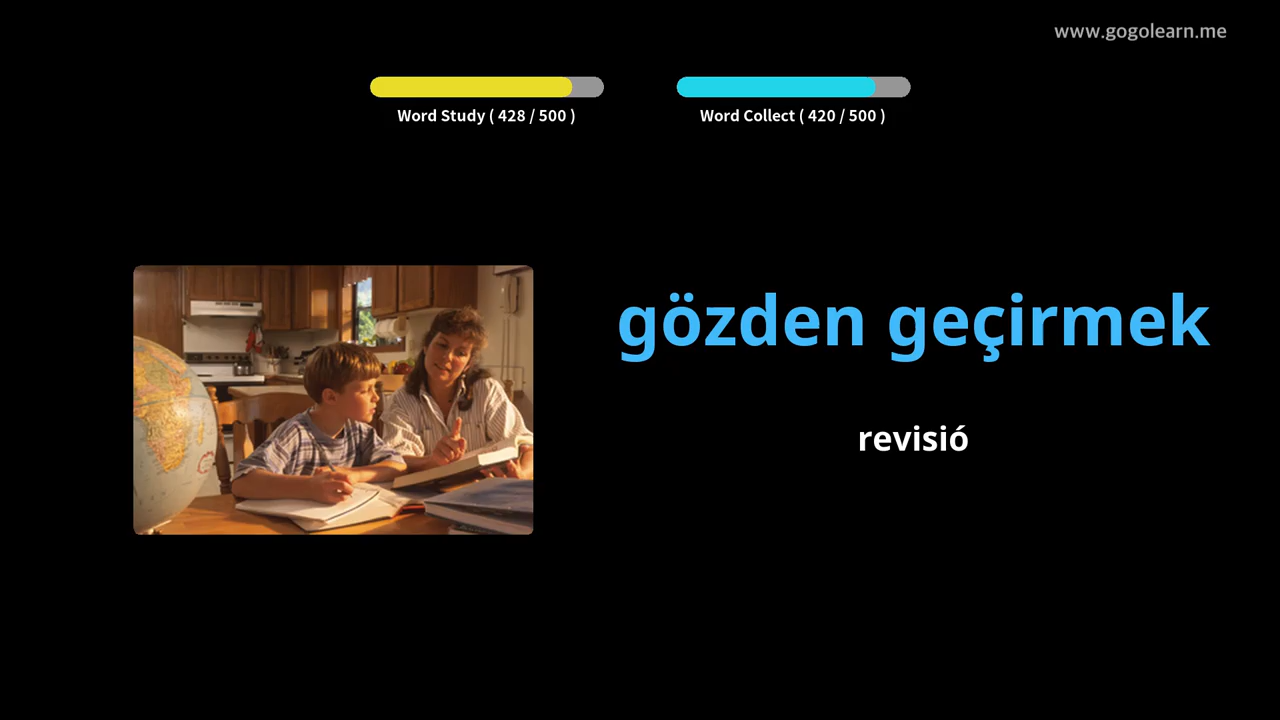 www.gogolearn.me
Word Study ( 428 / 500 )
Word Collect ( 420 / 500 )
gözden geçirmek
revisió